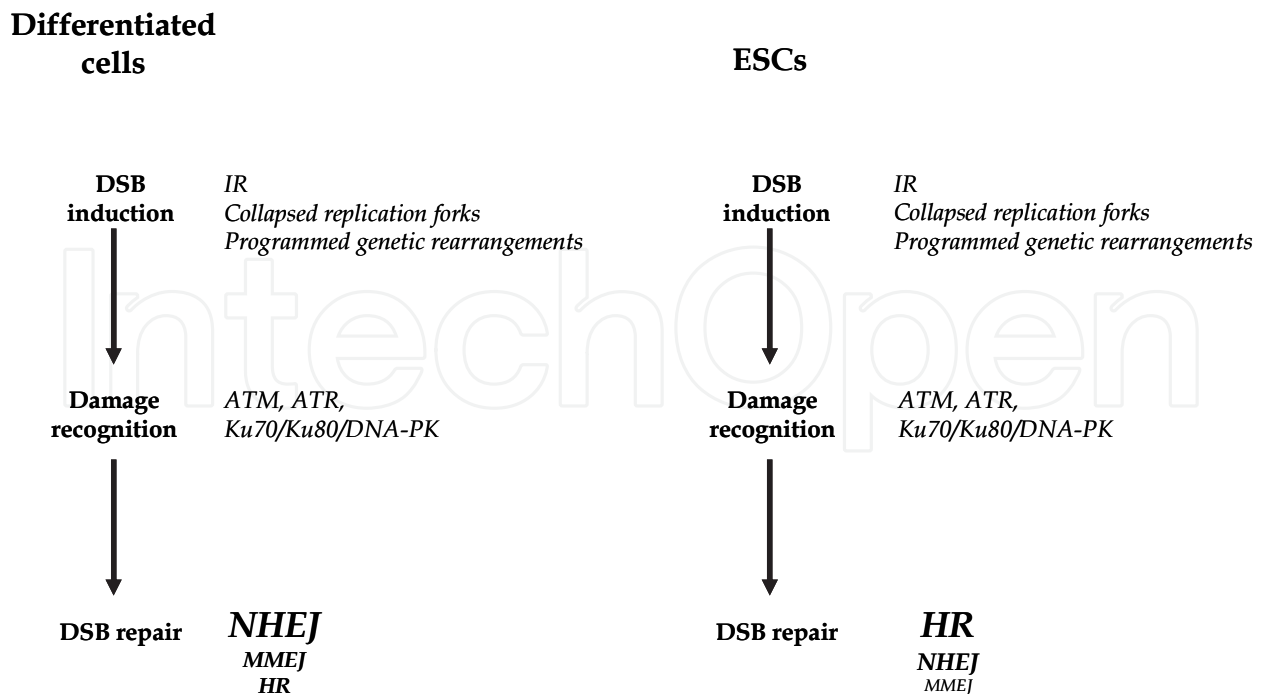 Differentiated
cells
DSB
induction
IR
Collapsed replication forks
Programmed genetic rearrangements
Damage
recognition
ATM, ATR,
Ku70/Ku80/DNA-PK
DSB repair
NHEJ
MMEJ
HR
ESCs
DSB
induction
IR
Collapsed replication forks
Programmed genetic rearrangements
Damage
recognition
ATM, ATR,
Ku70/Ku80/DNA-PK
DSB repair
HR
NHEJ
MMEJ
IntechOpen